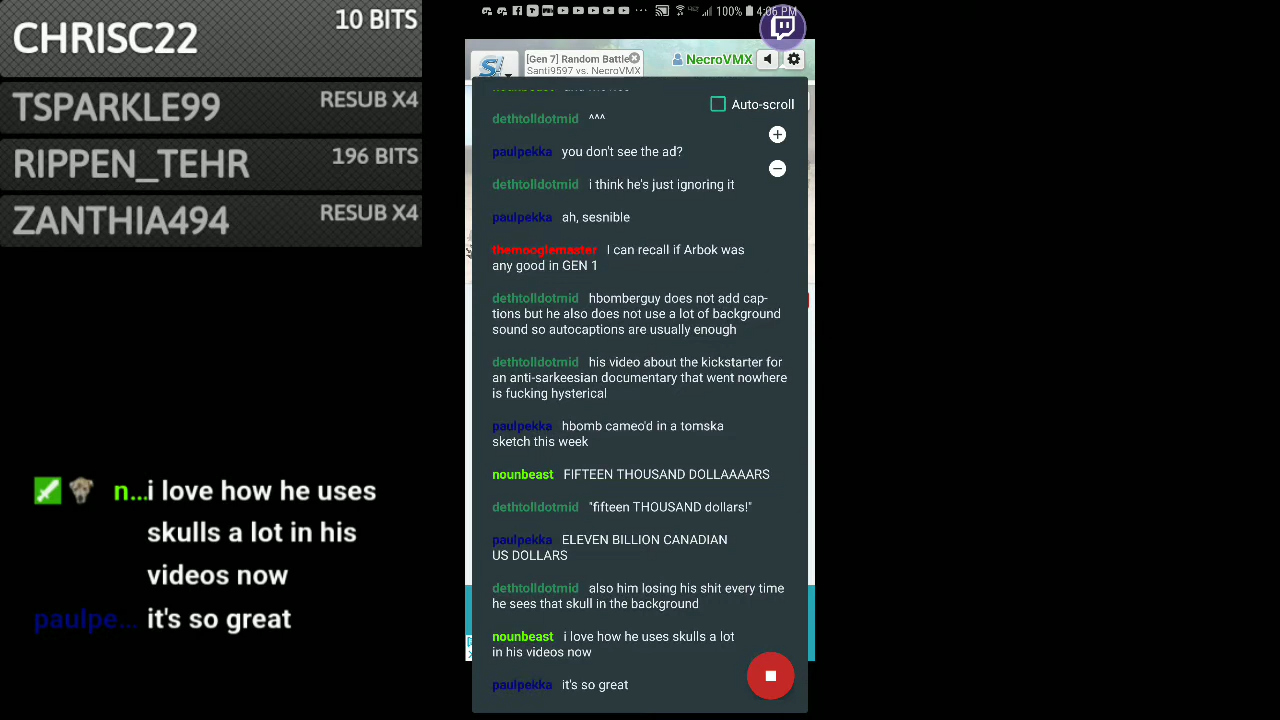 10 BITS
CHRISC22
RESUB X4
TSPARKLE99
196 BITS
RIPPEN_TEHR
RESUB X4
ZANTHIA494
n...i love how he uses
skulls a lot in his
videos now
paulpe... it's so great
100% 4:06 PM
[Gen 7] Random Battle
Santi9597 vs. NecroVMX
NecroVMX
Auto-scroll
dethtolldotmid ^^^
paulpekka you don't see the ad?
dethtolldotmid i think he's just ignoring it
paulpekka ah, sesnible
themooglemaster I can recall if Arbok was
any good in GEN 1
dethtolldotmid hbomberguy does not add cap-
tions but he also does not use a lot of background
sound so autocaptions are usually enough
dethtolldotmid his video about the kickstarter for
an anti-sarkeesian documentary that went nowhere
is fucking hysterical
paulpekka hbomb cameo'd in a tomska
sketch this week
nounbeast FIFTEEN THOUSAND DOLLAAAARS
dethtolldotmid "fifteen THOUSAND dollars!"
paulpekka ELEVEN BILLION CANADIAN
US DOLLARS
dethtolldotmid also him losing his shit every time
he sees that skull in the background
nounbeast i love how he uses skulls a lot
in his videos now
paulpekka it's so great